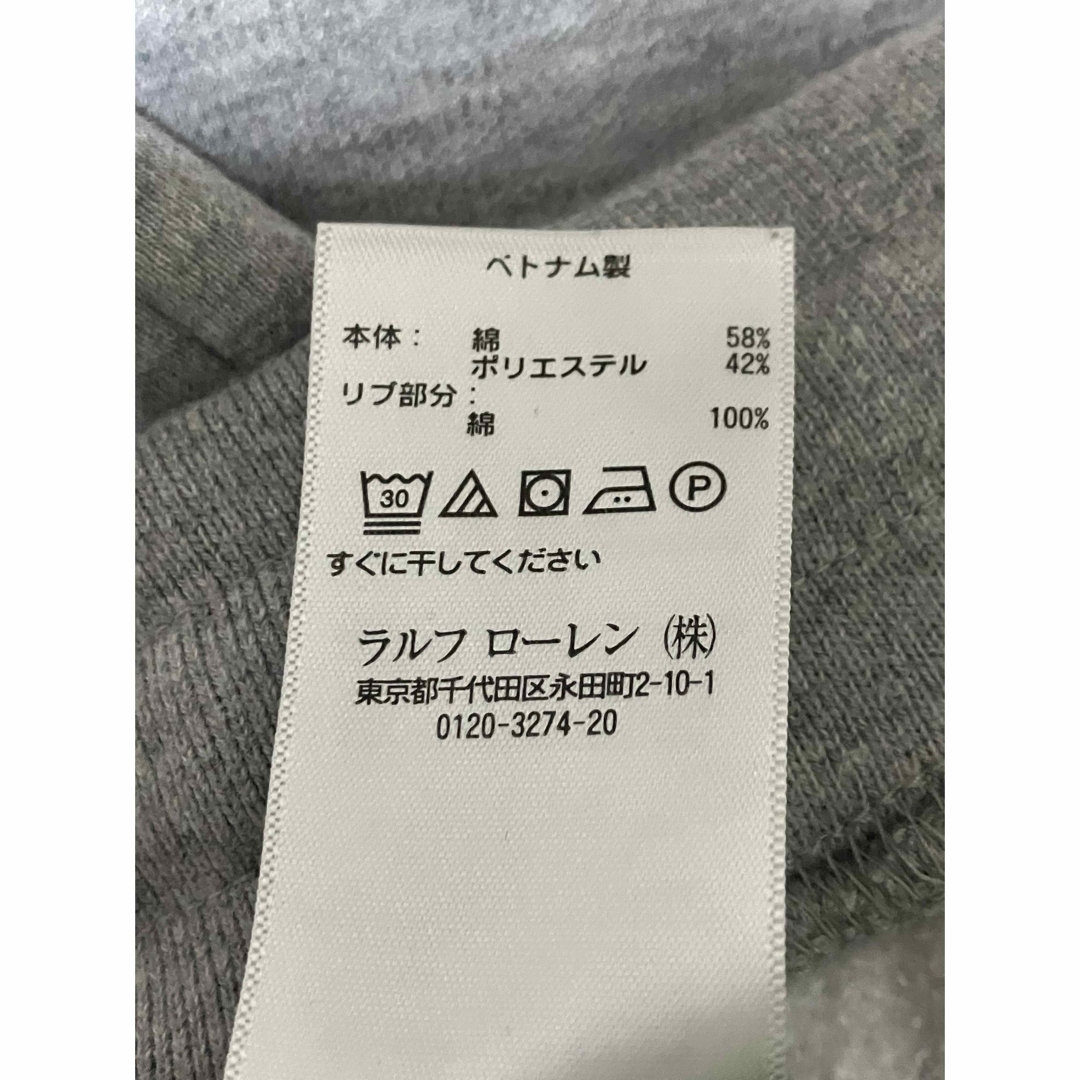 ベトナム製
本体： 綿 58%
ポリエステル 42%
リブ部分：
綿 100%
30 P
すぐに干してください
ラルフ ローレン (株)
東京都千代田区永田町2-10-1
0120-3274-20